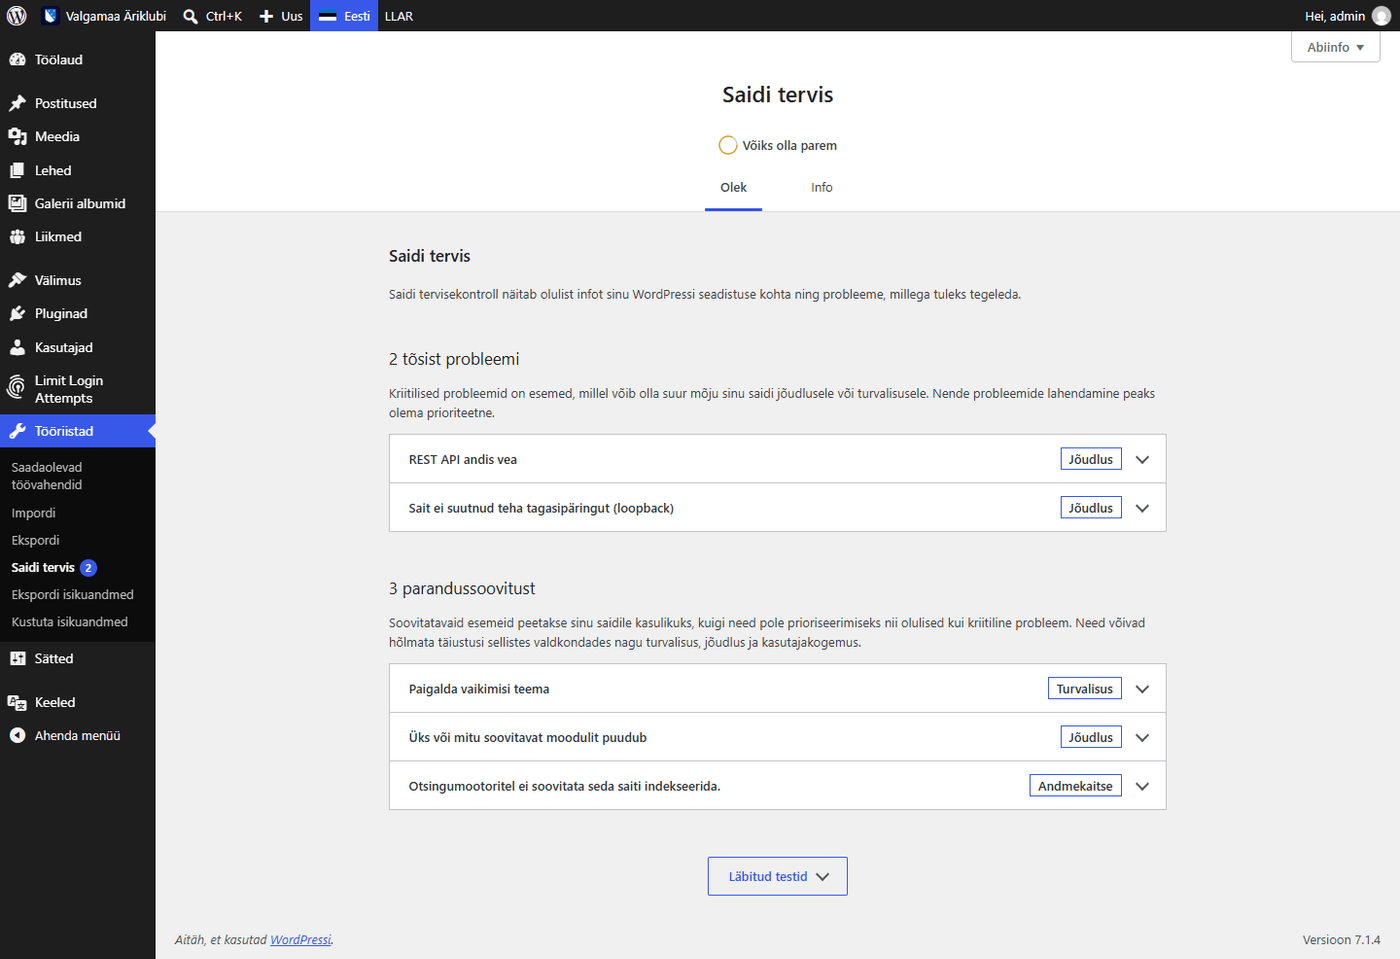 Valgamaa Äriklubi
Ctrl+K
Uus
Eesti
LLAR
Hei, admin
Töölaud
Postitused
Meedia
Lehed
Galerii albumid
Liikmed
Välimus
Pluginad
Kasutajad
Limit Login
Attempts
Tööriistad
Saadaolevad
töövahendid
Impordi
Ekspordi
Saidi tervis 2
Ekspordi isikuandmed
Kustuta isikuandmed
Sätted
Keeled
Ahenda menüü
Abiinfo
Saidi tervis
Võiks olla parem
Olek
Info
Saidi tervis
Saidi tervisekontroll näitab olulist infot sinu WordPressi seadistuse kohta ning probleeme, millega tuleks tegeleda.
2 tõsist probleemi
Kriitilised probleemid on esemed, millel võib olla suur mõju sinu saidi jõudlusele või turvalisusele. Nende probleemide lahendamine peaks
olema prioriteetne.
REST API andis vea
Jõudlus
Sait ei suutnud teha tagasipäringut (loopback)
Jõudlus
3 parandussoovitust
Soovitatavaid esemeid peetakse sinu saidile kasulikuks, kuigi need pole prioriseerimiseks nii olulised kui kriitiline probleem. Need võivad
hõlmata täiustusi sellistes valdkondades nagu turvalisus, jõudlus ja kasutajakogemus.
Paigalda vaikimisi teema
Turvalisus
Üks või mitu soovitavat moodulit puudub
Jõudlus
Otsingumootoritel ei soovitata seda saiti indekseerida.
Andmekaitse
Läbitud testid
Aitäh, et kasutad WordPressi.
Versioon 7.1.4